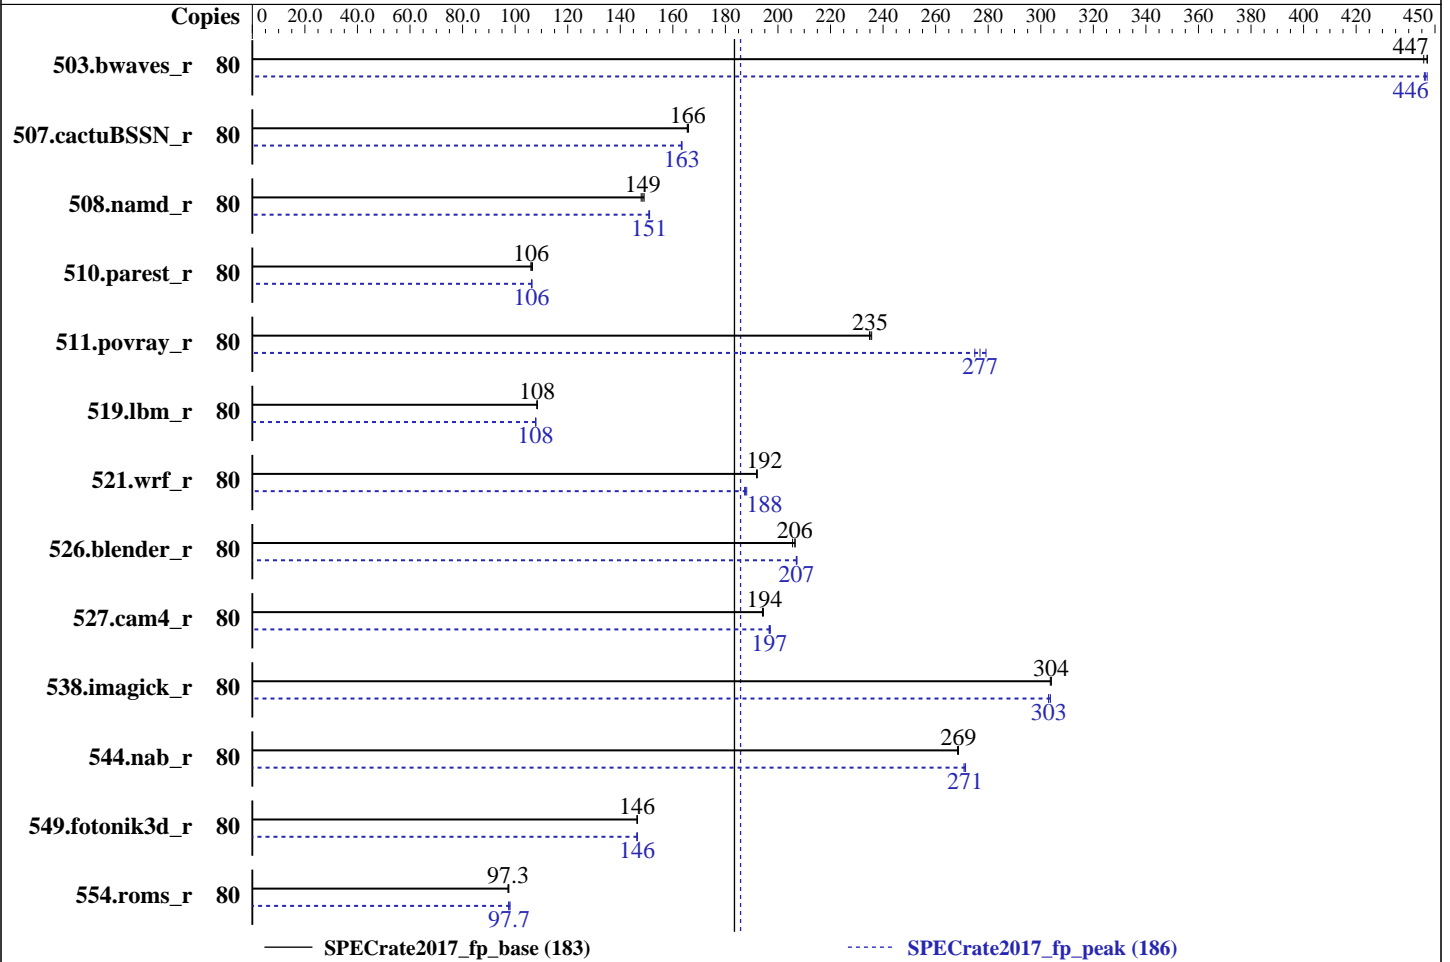 Copies 0 20.0 40.0 60.0 80.0 100 120 140 160 180 200 220 240 260 280 300 320 340 360 380 400 420 450
503.bwaves_r 80 447
446
507.cactuBSSN_r 80 166
163
508.namd_r 80 149
151
510.parest_r 80 106
106
511.povray_r 80 235
277
519.lbm_r 80 108
108
521.wrf_r 80 192
188
526.blender_r 80 206
207
527.cam4_r 80 194
197
538.imagick_r 80 304
303
544.nab_r 80 269
271
549.fotonik3d_r 80 146
146
554.roms_r 80 97.3
97.7
SPECrate2017_fp_base (183) SPECrate2017_fp_peak (186)